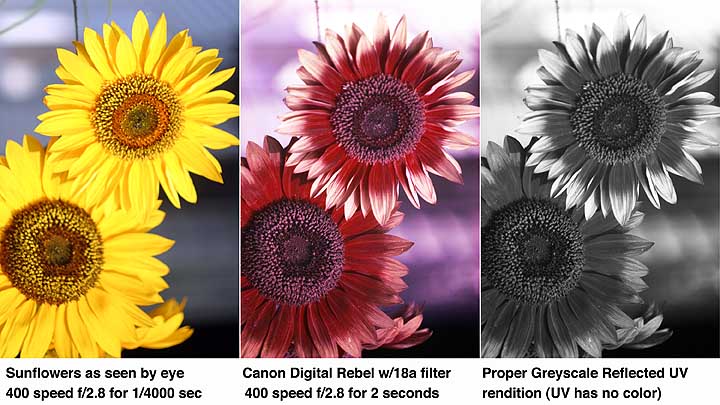 Sunflowers as seen by eye
400 speed f/2.8 for 1/4000 sec
Canon Digital Rebel w/18a filter
400 speed f/2.8 for 2 seconds
Proper Greyscale Reflected UV
rendition (UV has no color)